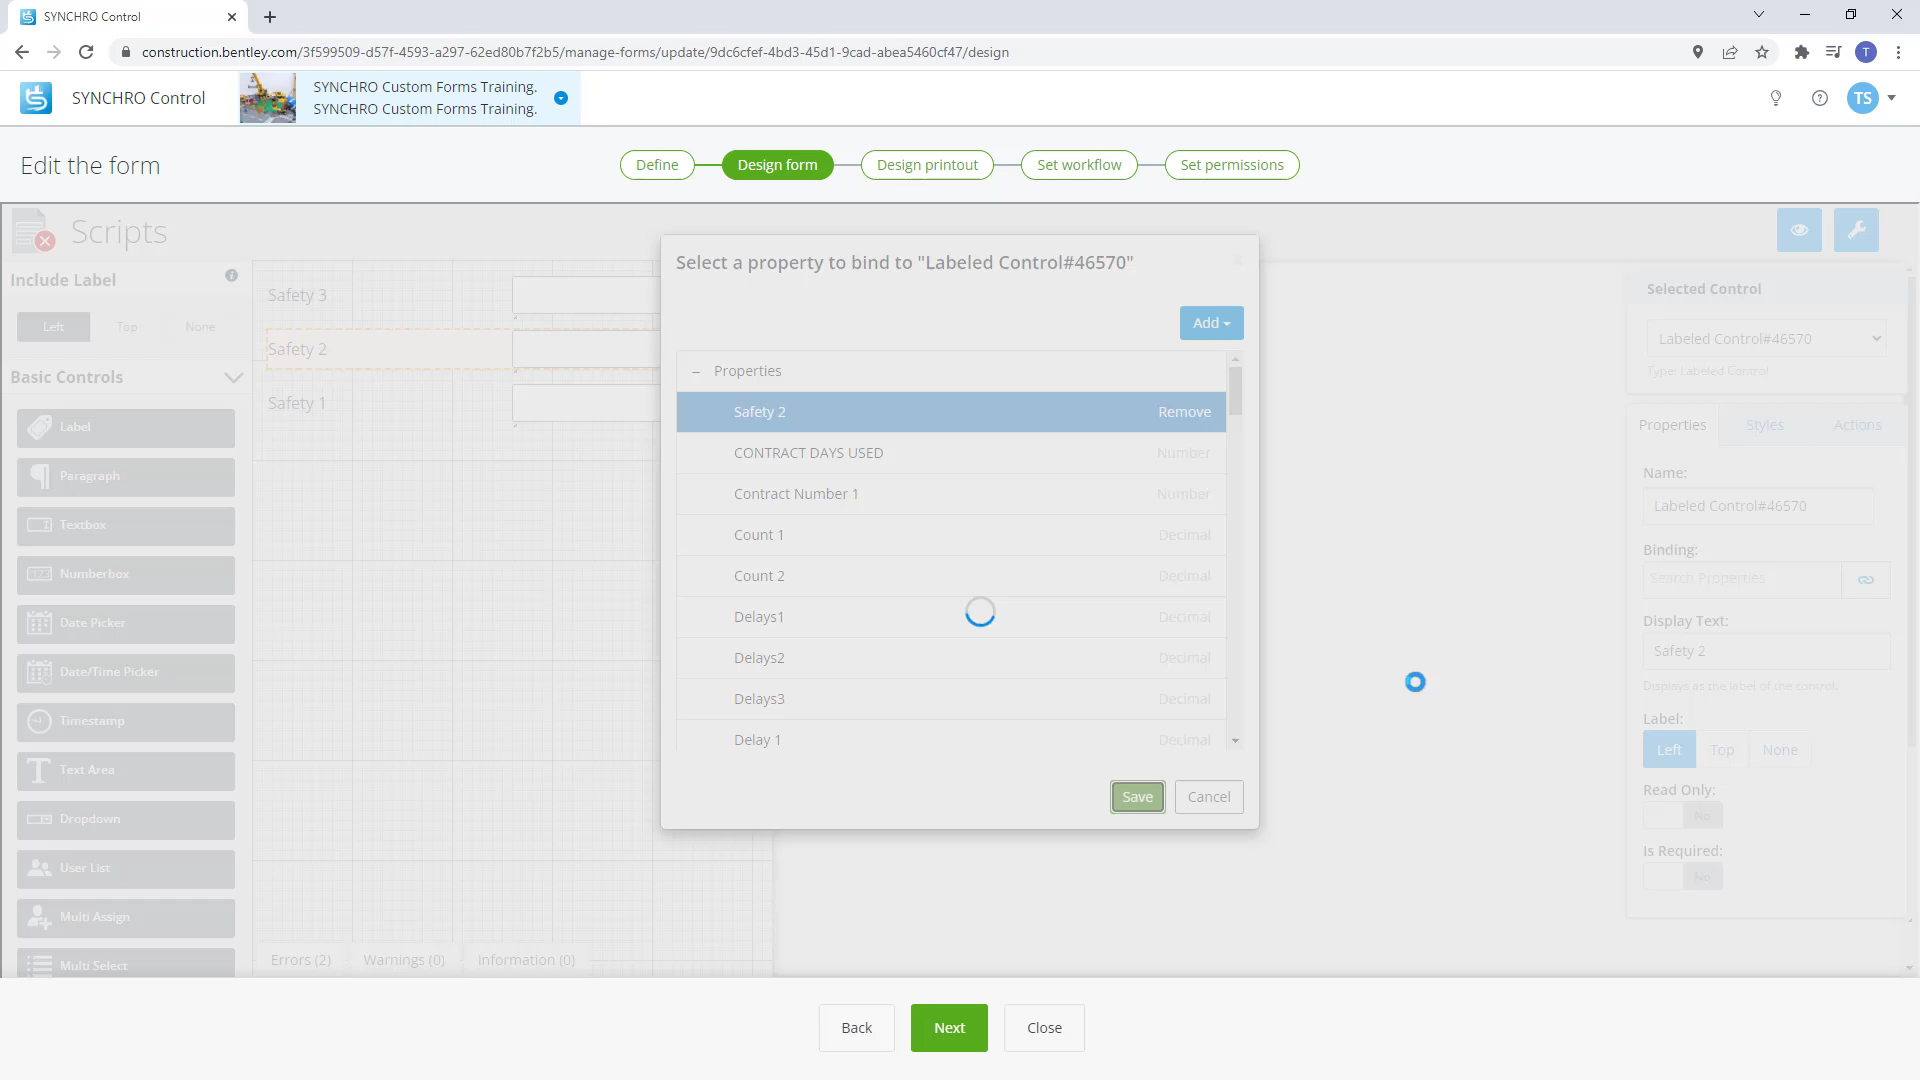 SYNCHRO Control
construction.bentley.com/3f599509-d57f-4593-a297-62ed80b7f2b5/manage-forms/update/9dc6cfef-4bd3-45d1-9cad-abea5460cf47/design
T
SYNCHRO Control
SYNCHRO Custom Forms Training.
SYNCHRO Custom Forms Training.
TS
Edit the form
Define
Design form
Design printout
Set workflow
Set permissions
Scripts
Include Label
Left
Top
None
Basic Controls
Label
Paragraph
Textbox
Numberbox
Date Picker
Date/Time Picker
Timestamp
Text Area
Dropdown
User List
Multi Assign
Multi Select
Safety 3
Safety 2
Safety 1
Errors (2)
Warnings (0)
Information (0)
Select a property to bind to "Labeled Control#46570"
Add
Properties
Safety 2 Remove
CONTRACT DAYS USED Number
Contract Number 1 Number
Count 1 Decimal
Count 2 Decimal
Delays1 Decimal
Delays2 Decimal
Delays3 Decimal
Delay 1 Decimal
Save
Cancel
Selected Control
Labeled Control#46570
Type: Labeled Control
Properties
Styles
Actions
Name:
Labeled Control#46570
Binding:
Search Properties
Display Text:
Safety 2
Displays as the label of the control.
Label:
Left
Top
None
Read Only:
No
Is Required:
No
Back
Next
Close